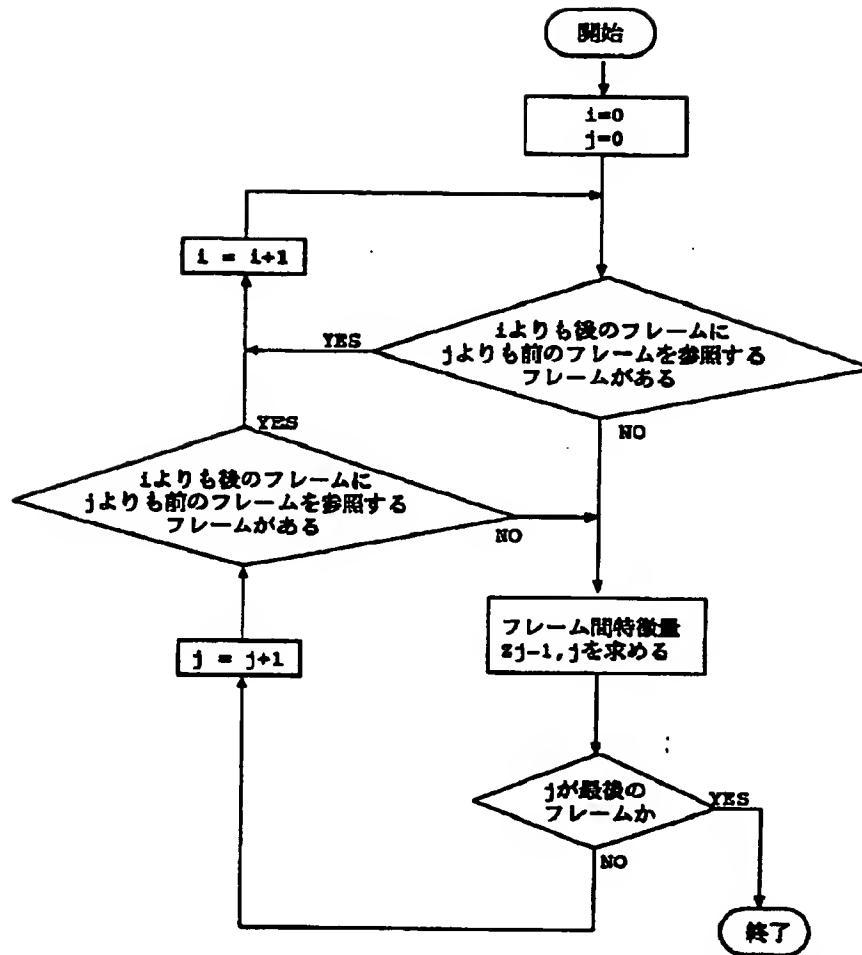 開始
i=0
j=0
i = i+1
iよりも後のフレームに
jよりも前のフレームを参照する
フレームがある
YES
NO
YES
iよりも後のフレームに
jよりも前のフレームを参照する
フレームがある
NO
フレーム間特徴量
zj-1,jを求める
j = j+1
jが最後の
フレームか
YES
NO
終了